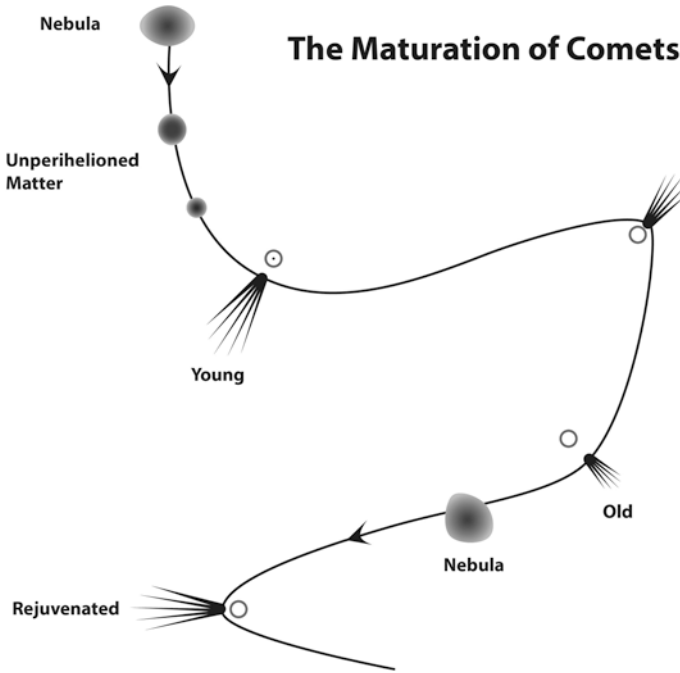 Nebula
The Maturation of Comets
Unperihelioned
Matter
Young
Old
Nebula
Rejuvenated